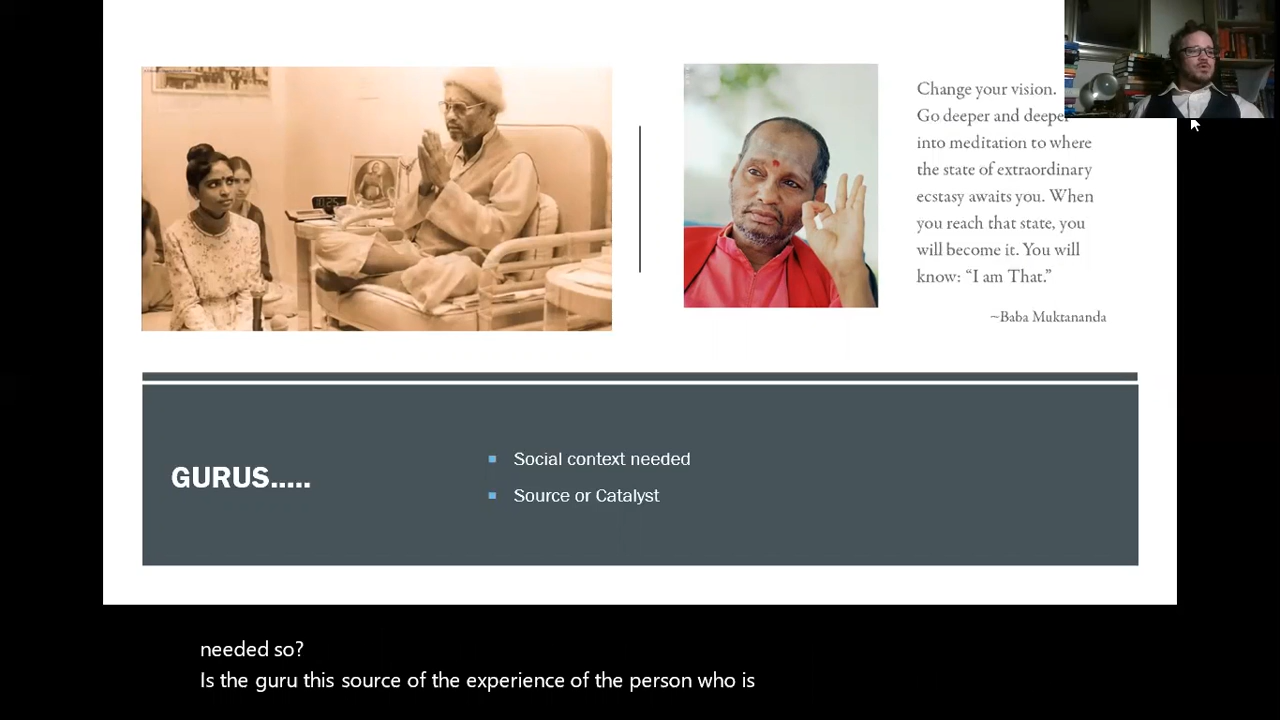 Change your vision.
Go deeper and deeper
into meditation to where
the state of extraordinary
ecstasy awaits you. When
you reach that state, you
will become it. You will
know: “I am That.”
~Baba Muktananda
GURUS.....
Social context needed
Source or Catalyst
needed so?
Is the guru this source of the experience of the person who is